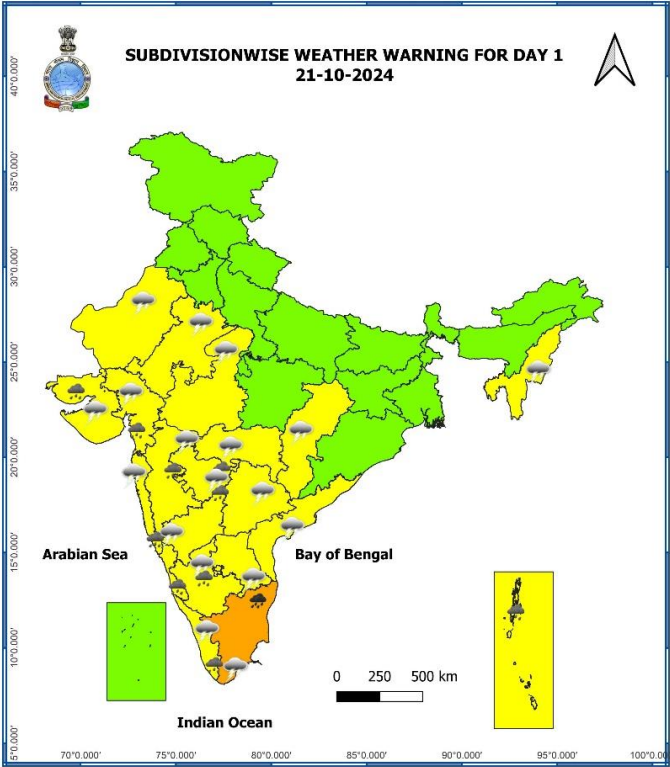 SUBDIVISIONWISE WEATHER WARNING FOR DAY 1
21-10-2024
40°0.000'
35°0.000'
30°0.000'
25°0.000'
20°0.000'
15°0.000'
10°0.000'
5°0.000'
Arabian Sea
Bay of Bengal
0 250 500 km
Indian Ocean
70°0.000' 75°0.000' 80°0.000' 85°0.000' 90°0.000' 95°0.000' 100°0.000'